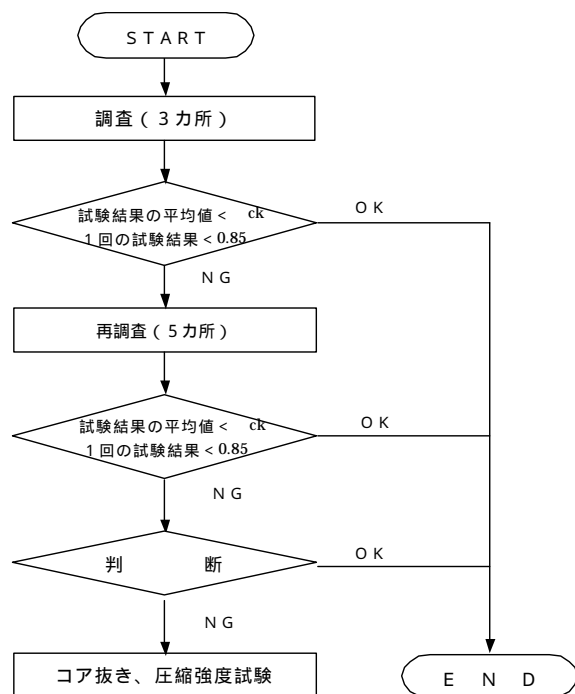 START
調査(3カ所)
試験結果の平均値< ck
1回の試験結果<0.85
OK
NG
再調査(5カ所)
試験結果の平均値< ck
1回の試験結果<0.85
OK
NG
判 断
OK
NG
コア抜き、圧縮強度試験
E N D